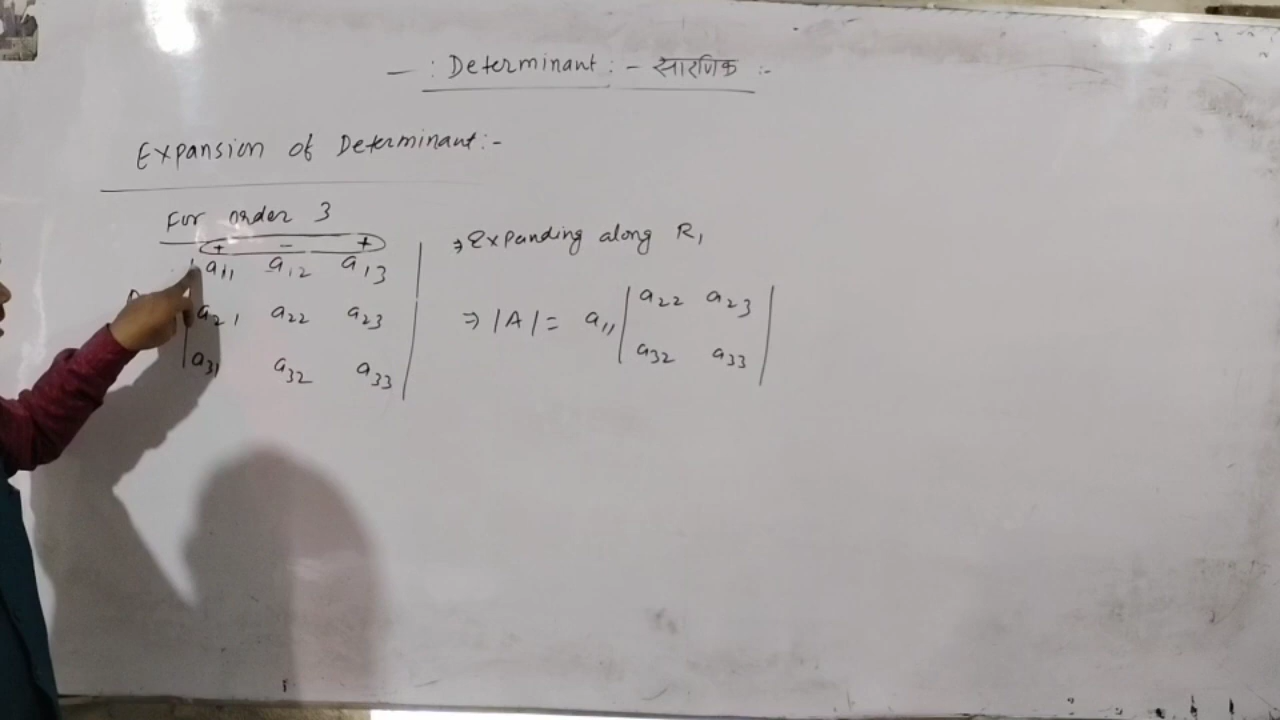 — : Determinant : - सारणिक :-
Expansion of Determinant:-
For order 3
+ − +
a11 a12 a13
a21 a22 a23
a31 a32 a33
⇒ Expanding along R1
⇒ |A| = a11 | a22 a23 |
a32 a33